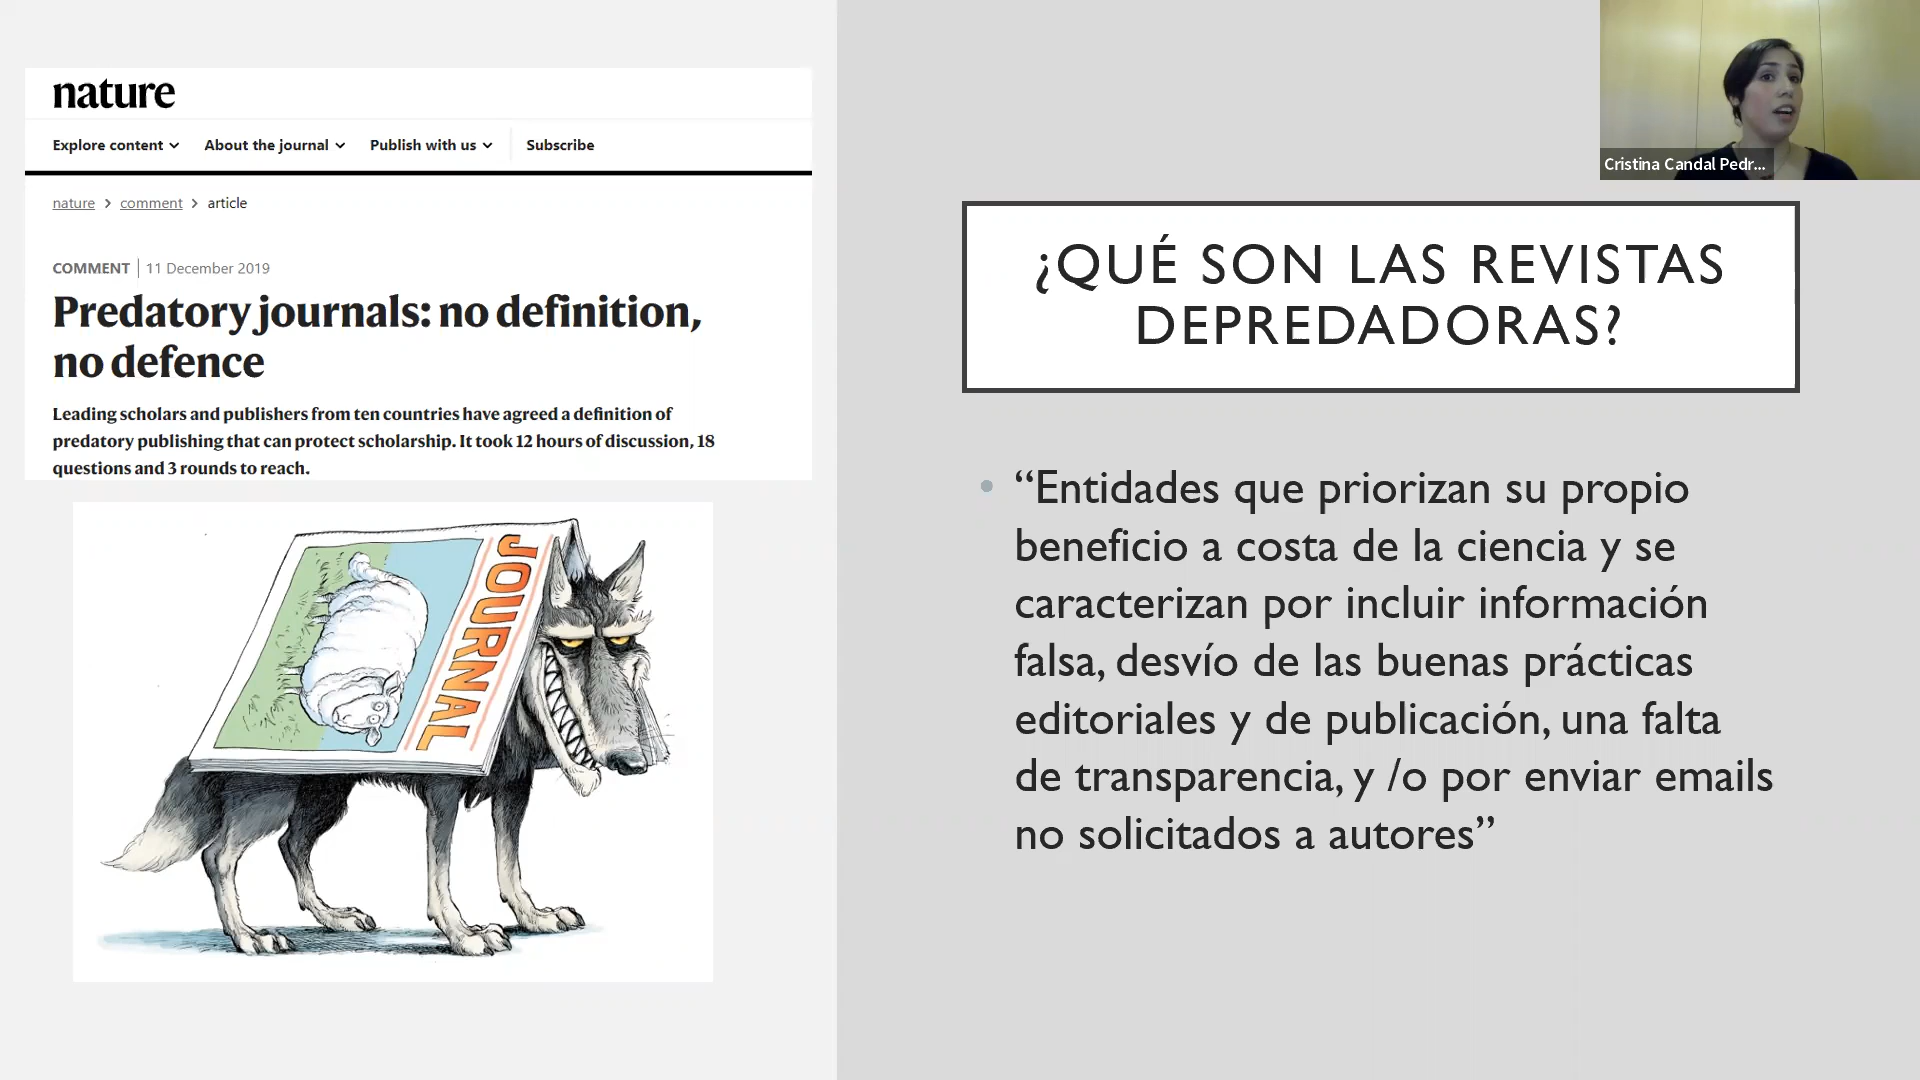 nature
Explore content
About the journal
Publish with us
Subscribe
nature > comment > article
COMMENT | 11 December 2019
Predatory journals: no definition,
no defence
Leading scholars and publishers from ten countries have agreed a definition of
predatory publishing that can protect scholarship. It took 12 hours of discussion, 18
questions and 3 rounds to reach.
JOURNAL
Cristina Candal Pedr...
¿QUÉ SON LAS REVISTAS
DEPREDADORAS?
• “Entidades que priorizan su propio
beneficio a costa de la ciencia y se
caracterizan por incluir información
falsa, desvío de las buenas prácticas
editoriales y de publicación, una falta
de transparencia, y /o por enviar emails
no solicitados a autores”